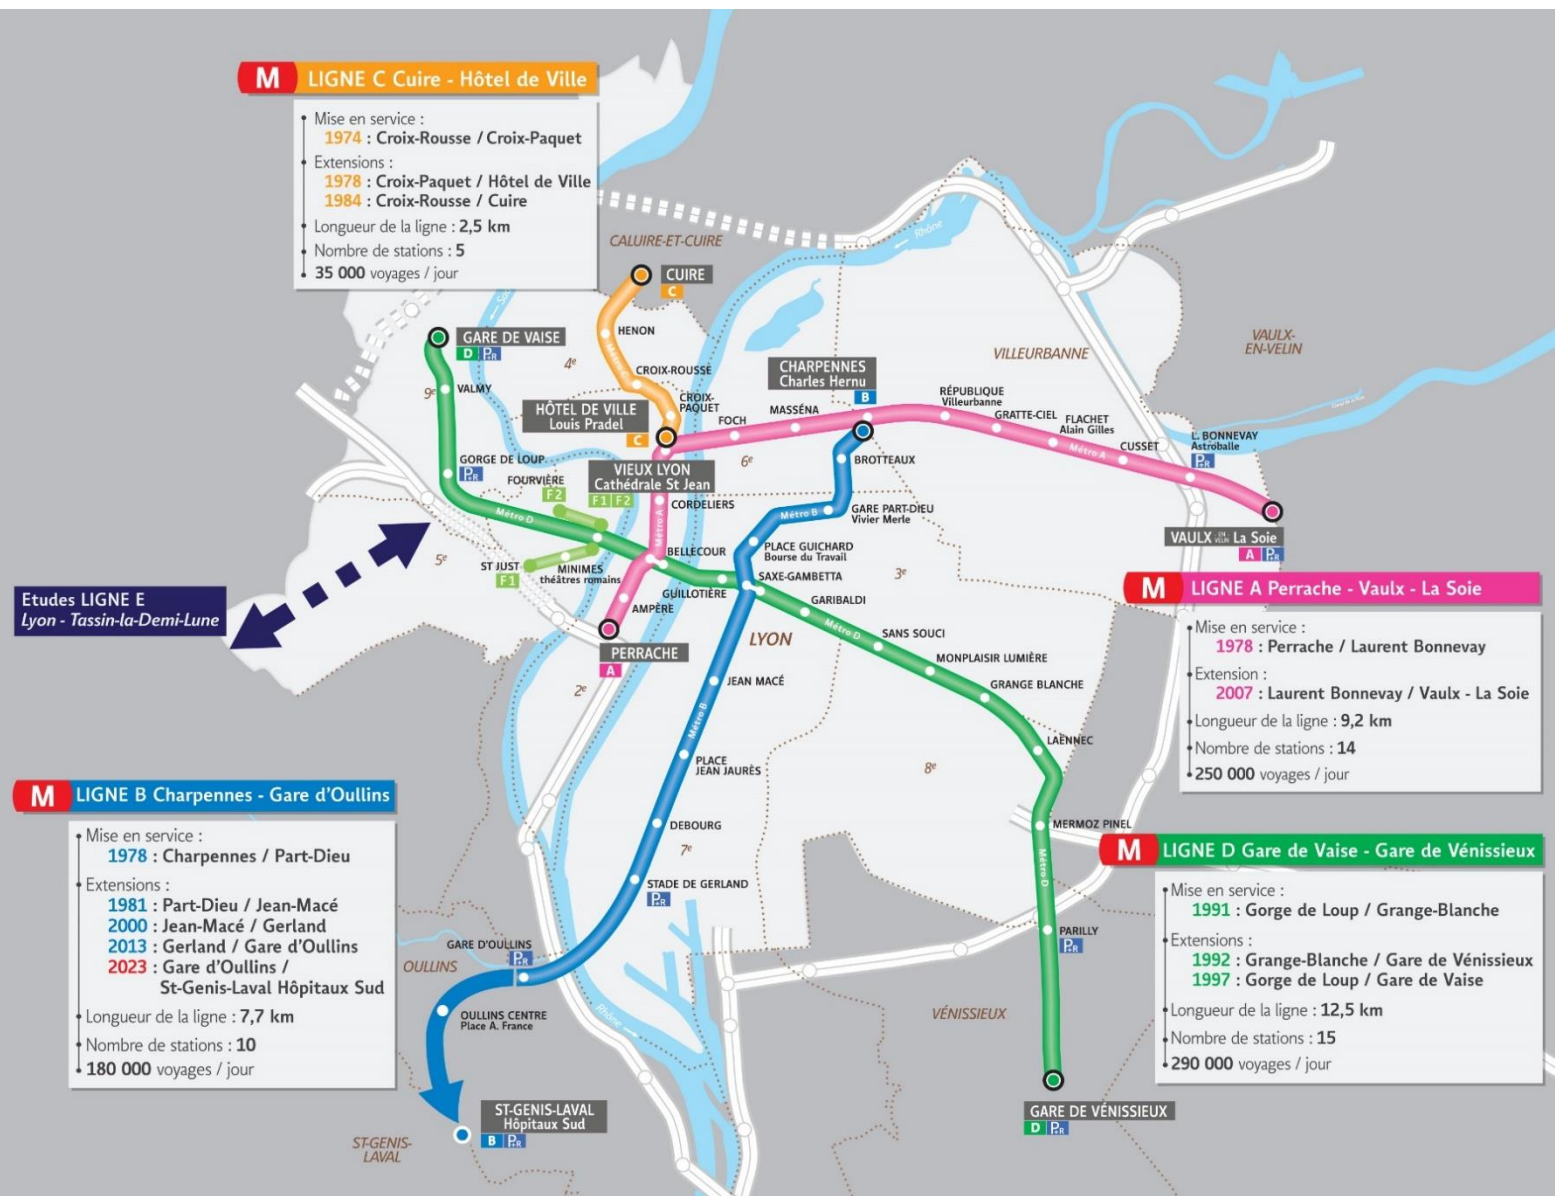 M LIGNE C Cuire - Hôtel de Ville
Mise en service :
1974 : Croix-Rousse / Croix-Paquet
Extensions :
1978 : Croix-Paquet / Hôtel de Ville
1984 : Croix-Rousse / Cuire
Longueur de la ligne : 2,5 km
Nombre de stations : 5
35 000 voyages / jour
CALUIRE-ET-CUIRE
Rhône
CUIRE
C
HENON
Métro C
CROIX-ROUSSE
CROIX-
PAQUET
HÔTEL DE VILLE
Louis Pradel
C
GARE DE VAISE
D P+R
4e
9e
VALMY
GORGE DE LOUP
P+R
FOURVIÈRE
F2
VIEUX LYON
Cathédrale St Jean
F1 F2
Métro D
5e
ST JUST
F1
MINIMES
théâtres romains
FOCH
MASSÉNA
6e
CHARPENNES
Charles Hernu
B
RÉPUBLIQUE
Villeurbanne
GRATTE-CIEL
FLACHET
Alain Gilles
Métro A
CUSSET
L. BONNEVAY
Astroballe
P+R
VILLEURBANNE
VAULX-
EN-VELIN
VAULX EN VELIN La Soie
A P+R
BROTTEAUX
GARE PART-DIEU
Vivier Merle
Métro B
PLACE GUICHARD
Bourse du Travail
CORDELIERS
Métro A
BELLECOUR
GUILLOTIÈRE
SAXE-GAMBETTA
3e
AMPÈRE
PERRACHE
A
2e
LYON
GARIBALDI
Métro D
SANS SOUCI
MONPLAISIR LUMIÈRE
GRANGE BLANCHE
LAËNNEC
8e
MERMOZ PINEL
Métro D
PARILLY
P+R
VÉNISSIEUX
GARE DE VÉNISSIEUX
D P+R
JEAN MACÉ
Métro B
PLACE
JEAN JAURÈS
DEBOURG
7e
STADE DE GERLAND
P+R
GARE D'OULLINS
P+R
OULLINS
OULLINS CENTRE
Place A. France
Rhône
ST-GENIS-LAVAL
Hôpitaux Sud
B P+R
ST-GENIS-
LAVAL
Etudes LIGNE E
Lyon - Tassin-la-Demi-Lune
M LIGNE A Perrache - Vaulx - La Soie
Mise en service :
1978 : Perrache / Laurent Bonnevay
Extension :
2007 : Laurent Bonnevay / Vaulx - La Soie
Longueur de la ligne : 9,2 km
Nombre de stations : 14
250 000 voyages / jour
M LIGNE B Charpennes - Gare d'Oullins
Mise en service :
1978 : Charpennes / Part-Dieu
Extensions :
1981 : Part-Dieu / Jean-Macé
2000 : Jean-Macé / Gerland
2013 : Gerland / Gare d'Oullins
2023 : Gare d'Oullins /
St-Genis-Laval Hôpitaux Sud
Longueur de la ligne : 7,7 km
Nombre de stations : 10
180 000 voyages / jour
M LIGNE D Gare de Vaise - Gare de Vénissieux
Mise en service :
1991 : Gorge de Loup / Grange-Blanche
Extensions :
1992 : Grange-Blanche / Gare de Vénissieux
1997 : Gorge de Loup / Gare de Vaise
Longueur de la ligne : 12,5 km
Nombre de stations : 15
290 000 voyages / jour